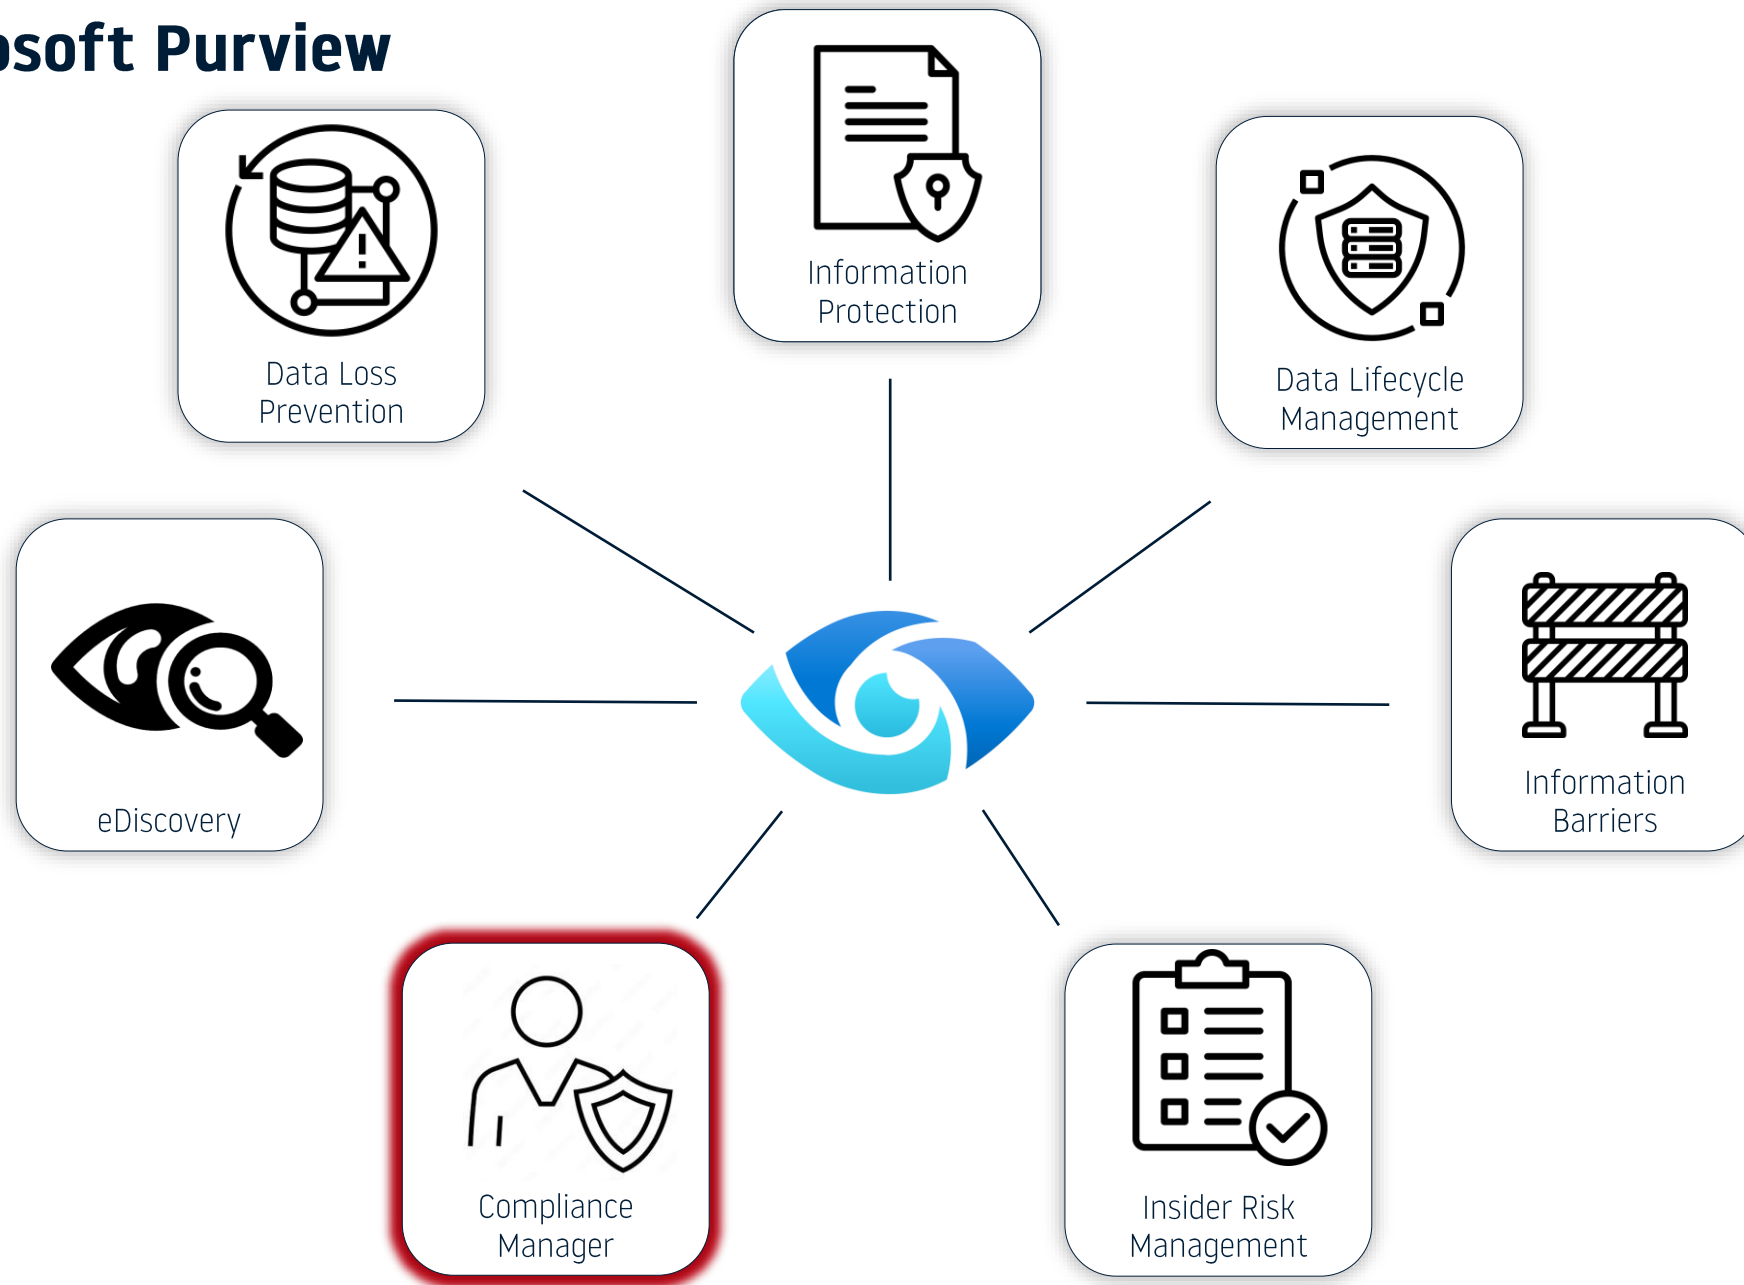 osoft Purview
Information
Protection
Data Loss
Prevention
Data Lifecycle
Management
eDiscovery
Information
Barriers
Compliance
Manager
Insider Risk
Management